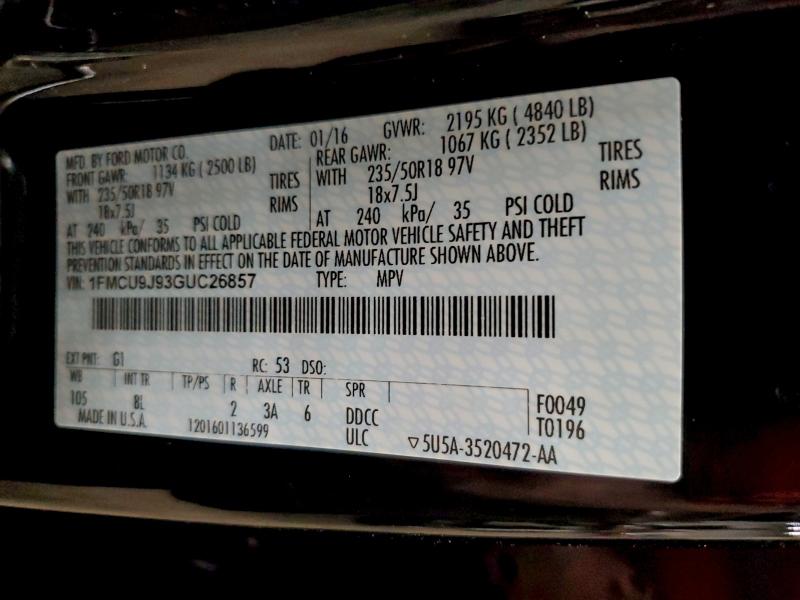 MFD. BY FORD MOTOR CO. DATE: 01/16 GVWR: 2195 KG ( 4840 LB)
FRONT GAWR: 1134 KG ( 2500 LB) REAR GAWR: 1067 KG ( 2352 LB)
WITH 235/50R18 97V TIRES WITH 235/50R18 97V TIRES
18x7.5J RIMS 18x7.5J RIMS
AT 240 kPa/ 35 PSI COLD AT 240 kPa/ 35 PSI COLD
THIS VEHICLE CONFORMS TO ALL APPLICABLE FEDERAL MOTOR VEHICLE SAFETY AND THEFT
PREVENTION STANDARDS IN EFFECT ON THE DATE OF MANUFACTURE SHOWN ABOVE.
VIN: 1FMCU9J93GUC26857 TYPE: MPV
EXT PNT: G1 RC: 53 DSO:
WB INT TR TP/PS R AXLE TR SPR
105 8L 2 3A 6 DDCC F0049
MADE IN U.S.A. 1201601136599 ULC T0196
▽5U5A-3520472-AA